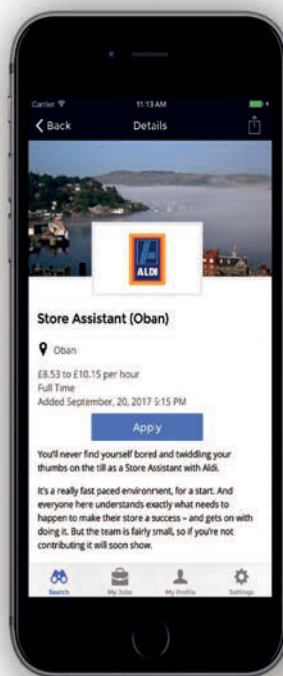 Carrier 11:13 AM
Back Details
ALDI
Store Assistant (Oban)
Oban
£8.53 to £10.15 per hour
Full Time
Added September, 20, 2017 5:15 PM
Apply
You'll never find yourself bored and twiddling your
thumbs on the till as a Store Assistant with Aldi.
It's a really fast paced environment, for a start. And
everyone here understands exactly what needs to
happen to make their store a success – and gets on with
doing it. But the team is fairly small, so if you're not
contributing it will soon show.
Search My Jobs My Profile Settings